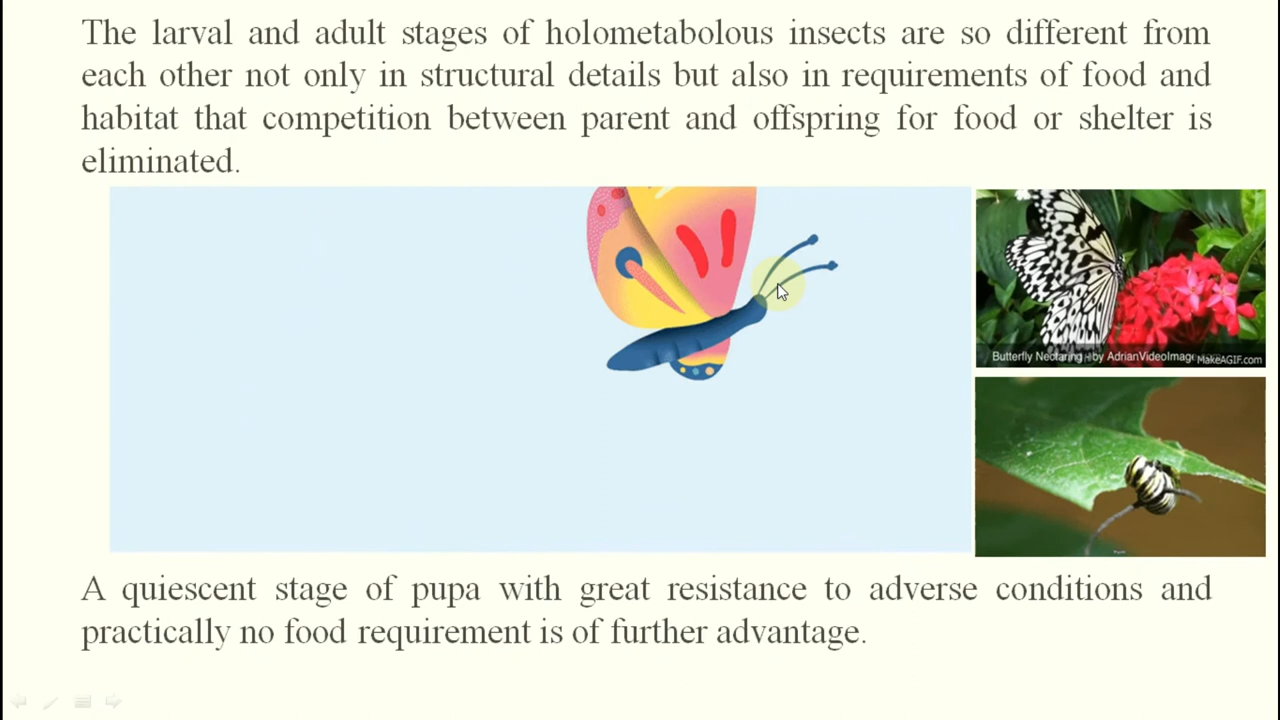 The larval and adult stages of holometabolous insects are so different from
each other not only in structural details but also in requirements of food and
habitat that competition between parent and offspring for food or shelter is
eliminated.
Butterfly Nectaring by AdrianVideoImage
MakeAGIF.com
A quiescent stage of pupa with great resistance to adverse conditions and
practically no food requirement is of further advantage.